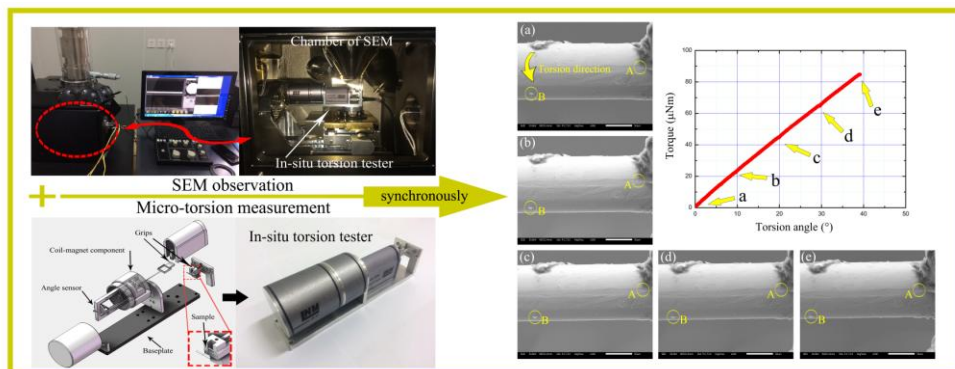 Chamber of SEM
In-situ torsion tester
SEM observation
synchronously
Micro-torsion measurement
Grips
Coil-magnet component
Angle sensor
Sample
Baseplate
In-situ torsion tester
(a)
Torsion direction
A
B
(b)
A
B
(c)
A
B
(d)
A
B
(e)
A
B
Torque (μNm)
100
80
60
40
20
0
a
b
c
d
e
0 10 20 30 40 50
Torsion angle (°)